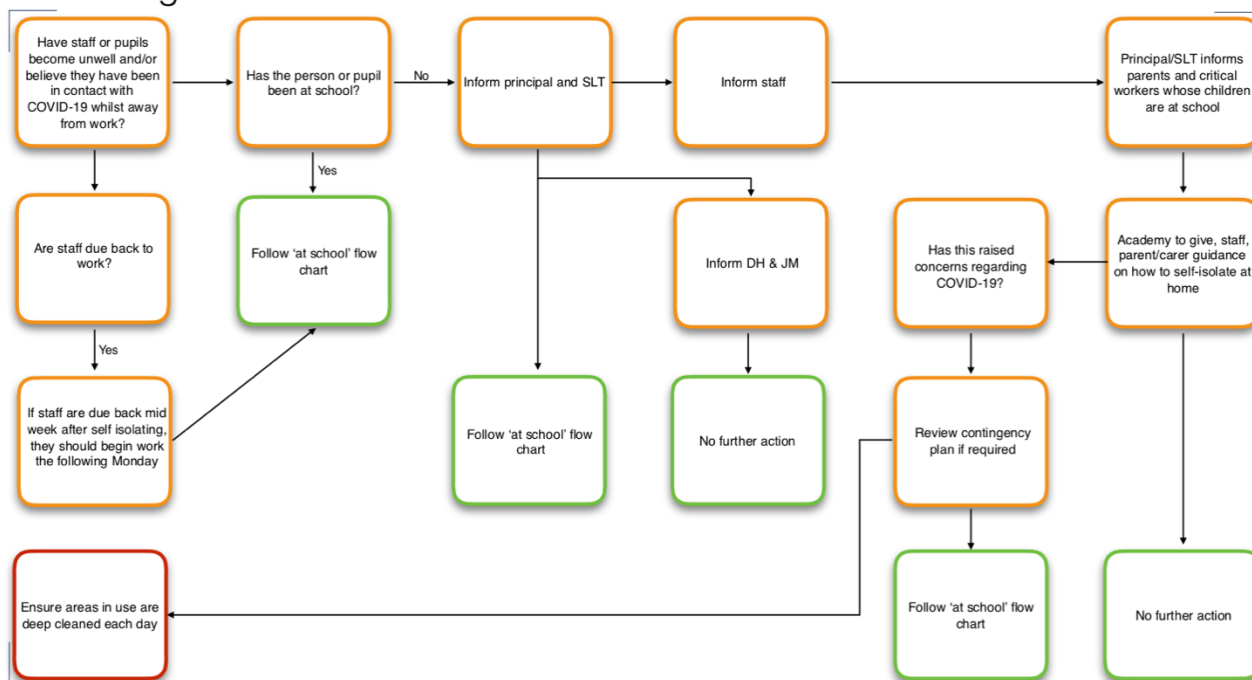 Have staff or pupils
become unwell and/or
believe they have been
in contact with
COVID-19 whilst away
from work?
Has the person or pupil
been at school?
No
Inform principal and SLT
Inform staff
Principal/SLT informs
parents and critical
workers whose children
are at school
Yes
Are staff due back to
work?
Follow ‘at school’ flow
chart
Inform DH & JM
Has this raised
concerns regarding
COVID-19?
Academy to give, staff,
parent/carer guidance
on how to self-isolate at
home
Yes
If staff are due back mid
week after self isolating,
they should begin work
the following Monday
Follow ‘at school’ flow
chart
No further action
Review contingency
plan if required
Ensure areas in use are
deep cleaned each day
Follow ‘at school’ flow
chart
No further action